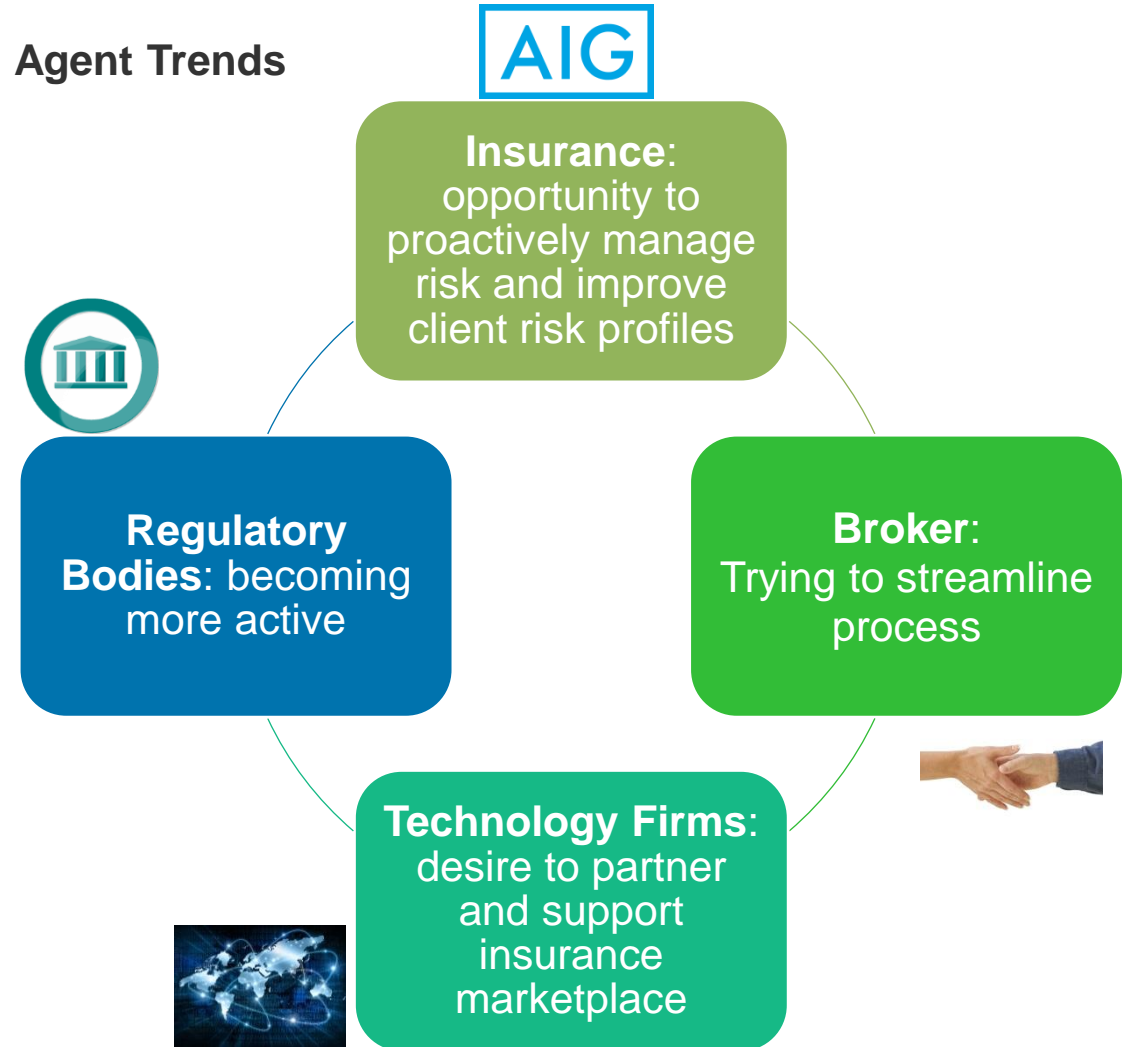 Agent Trends
AIG
Insurance:
opportunity to
proactively manage
risk and improve
client risk profiles
Regulatory
Bodies: becoming
more active
Broker:
Trying to streamline
process
Technology Firms:
desire to partner
and support
insurance
marketplace